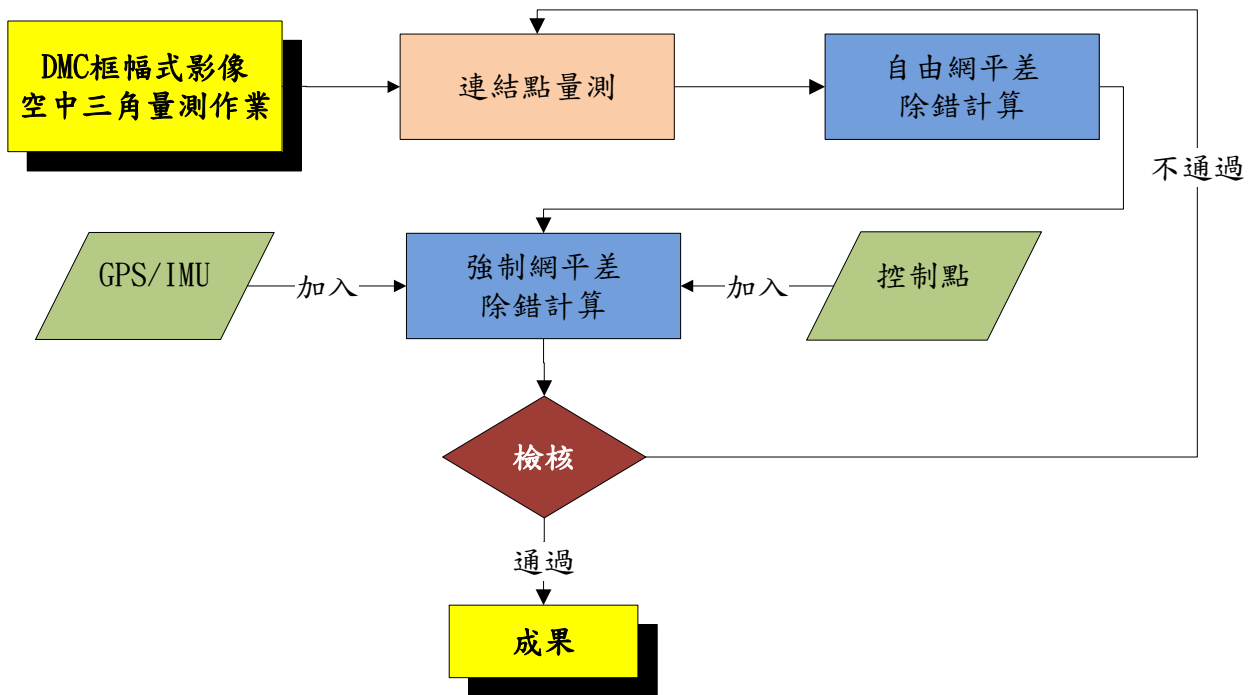 DMC框幅式影像
空中三角量測作業
連結點量測
自由網平差
除錯計算
不通過
GPS/IMU
加入
強制網平差
除錯計算
加入
控制點
檢核
通過
成果